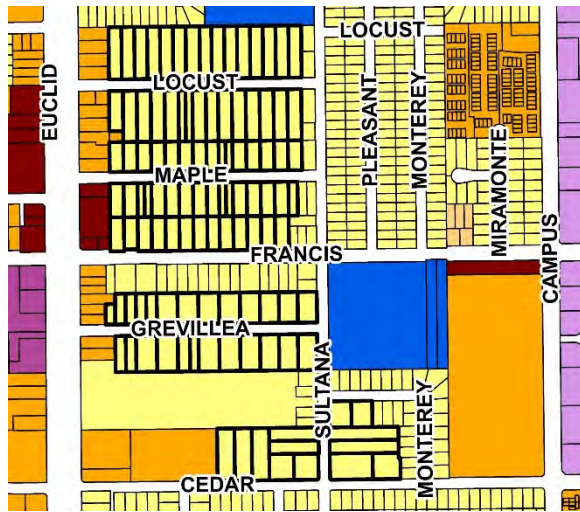 LOCUST
LOCUST
EUCLID
PLEASANT
MONTEREY
MAPLE
MIRAMONTE
FRANCIS
CAMPUS
GREVILLEA
SULTANA
MONTEREY
CEDAR